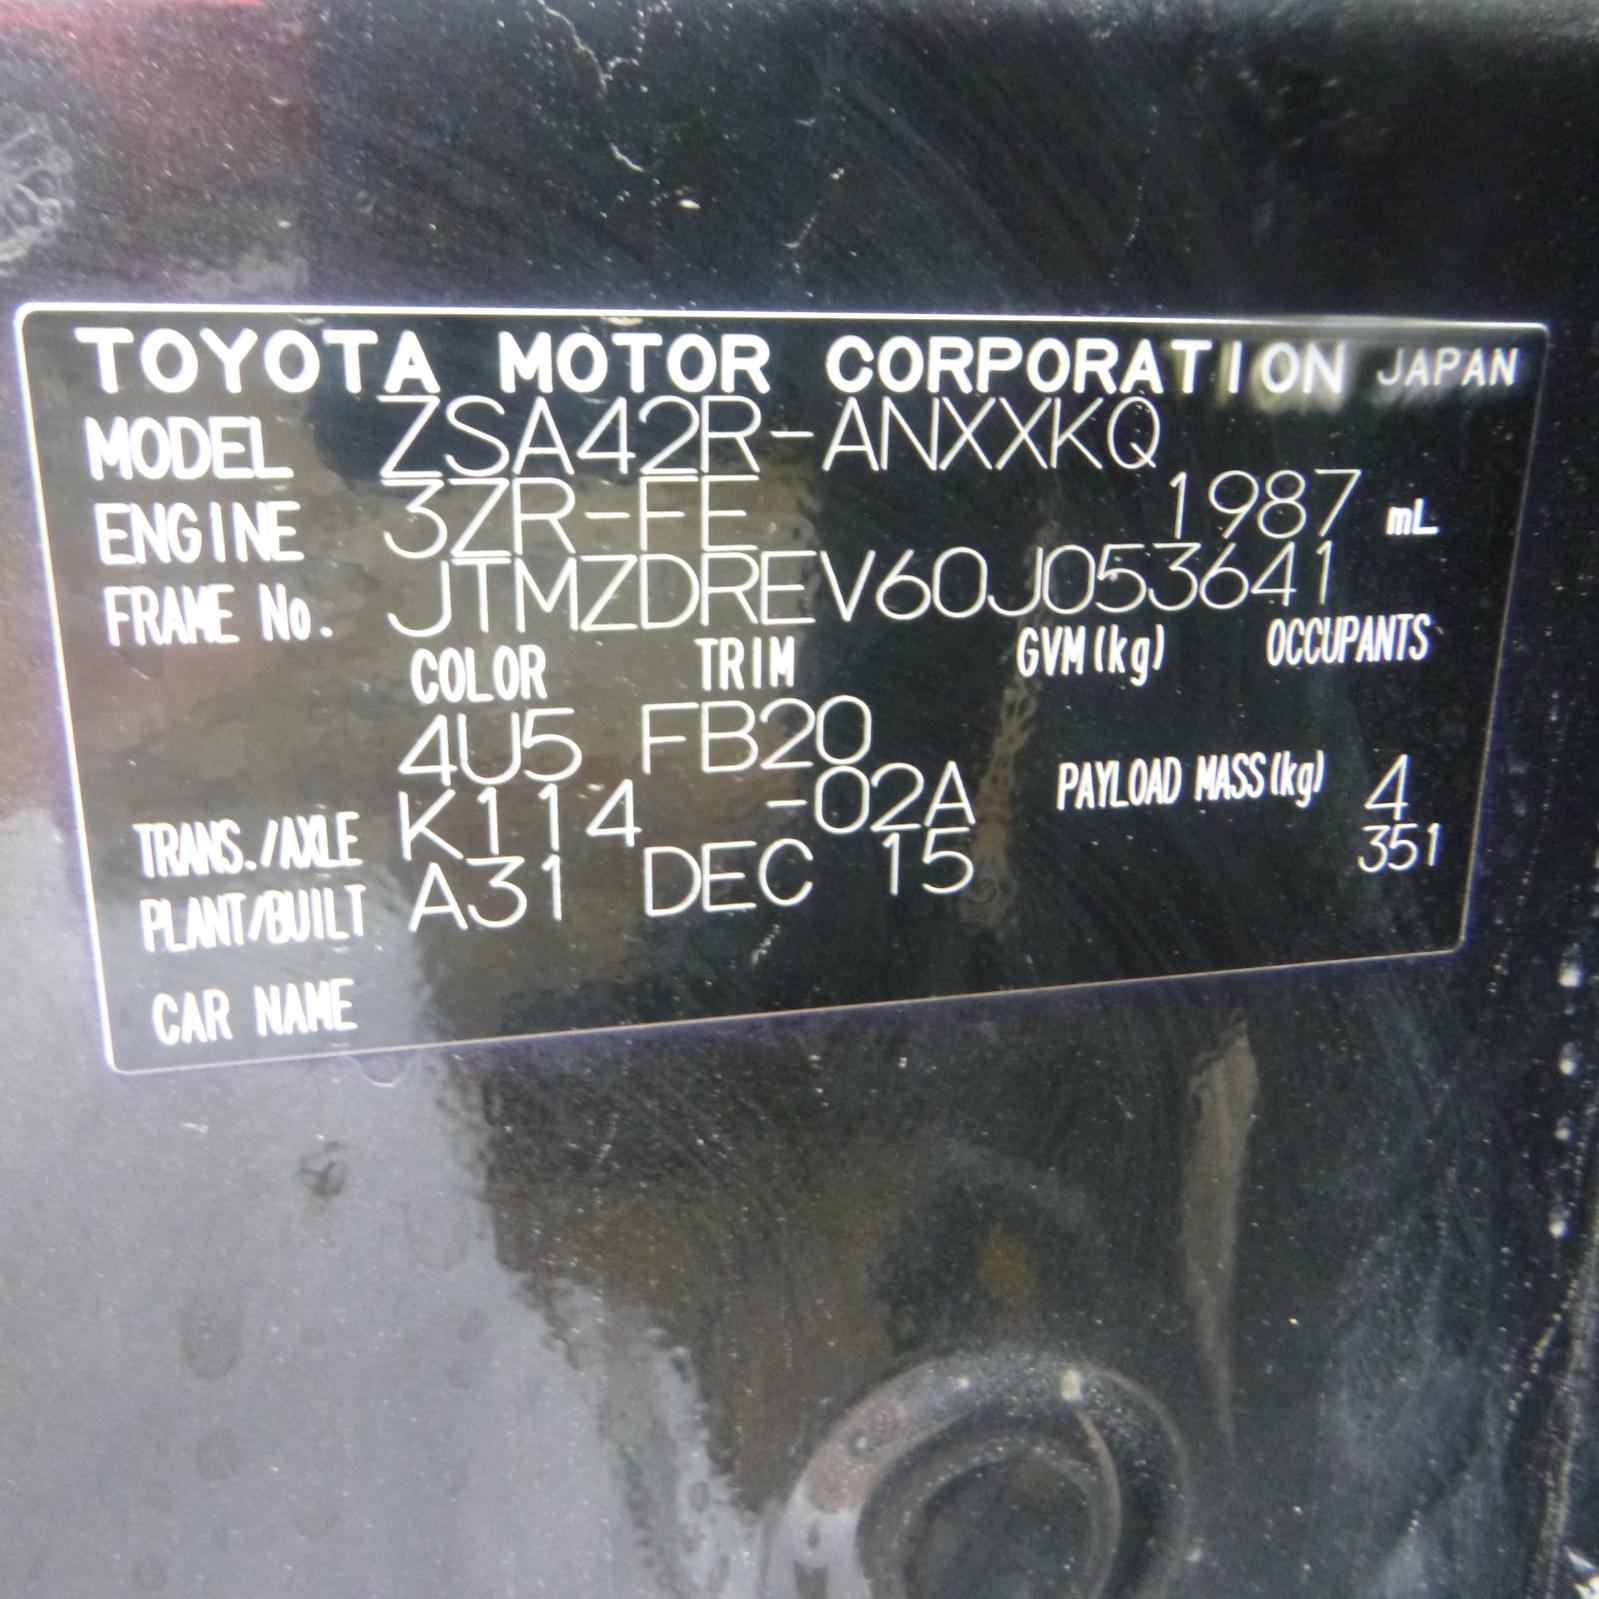 TOYOTA MOTOR CORPORATION JAPAN
MODEL ZSA42R-ANXXKQ
ENGINE 3ZR-FE 1987 mL
FRAME No. JTMZDREV60J053641
COLOR TRIM GVM(kg) OCCUPANTS
4U5 FB20
TRANS./AXLE K114 -02A PAYLOAD MASS(kg) 4
PLANT/BUILT A31 DEC 15 351
CAR NAME